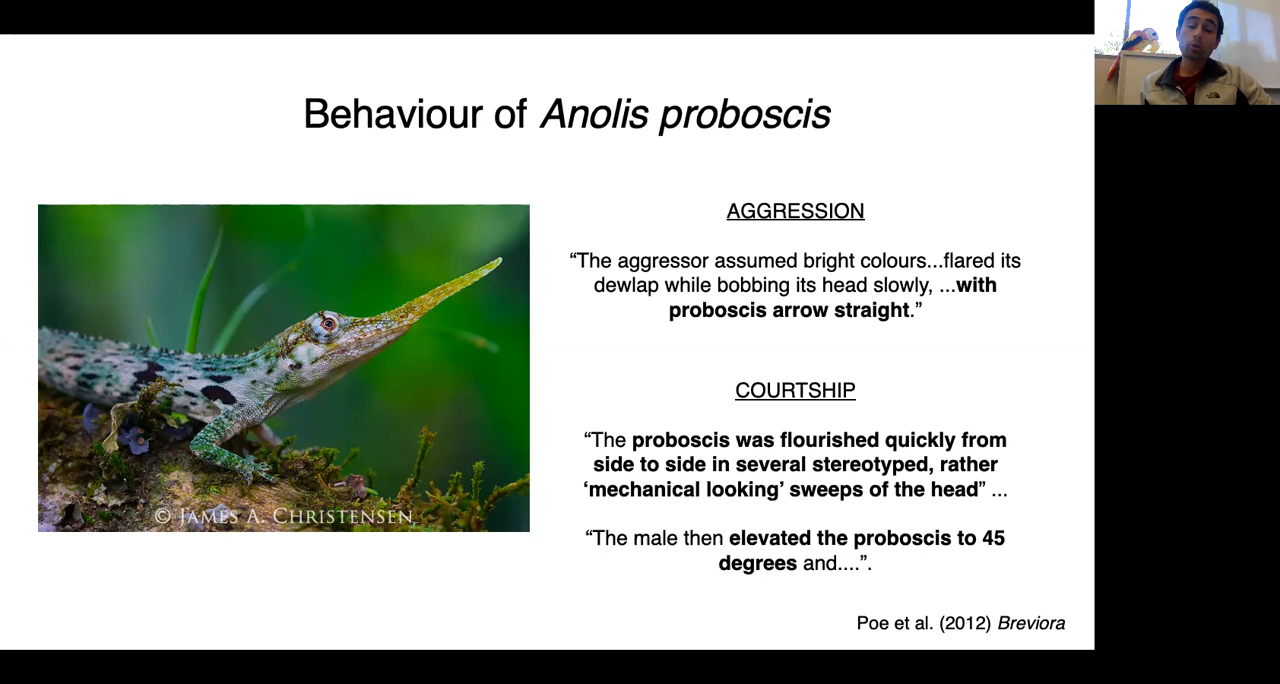 Behaviour of Anolis proboscis
AGGRESSION
“The aggressor assumed bright colours...flared its
dewlap while bobbing its head slowly, ...with
proboscis arrow straight.”
COURTSHIP
“The proboscis was flourished quickly from
side to side in several stereotyped, rather
‘mechanical looking’ sweeps of the head” ...
“The male then elevated the proboscis to 45
degrees and....”.
© James A. Christensen
Poe et al. (2012) Breviora